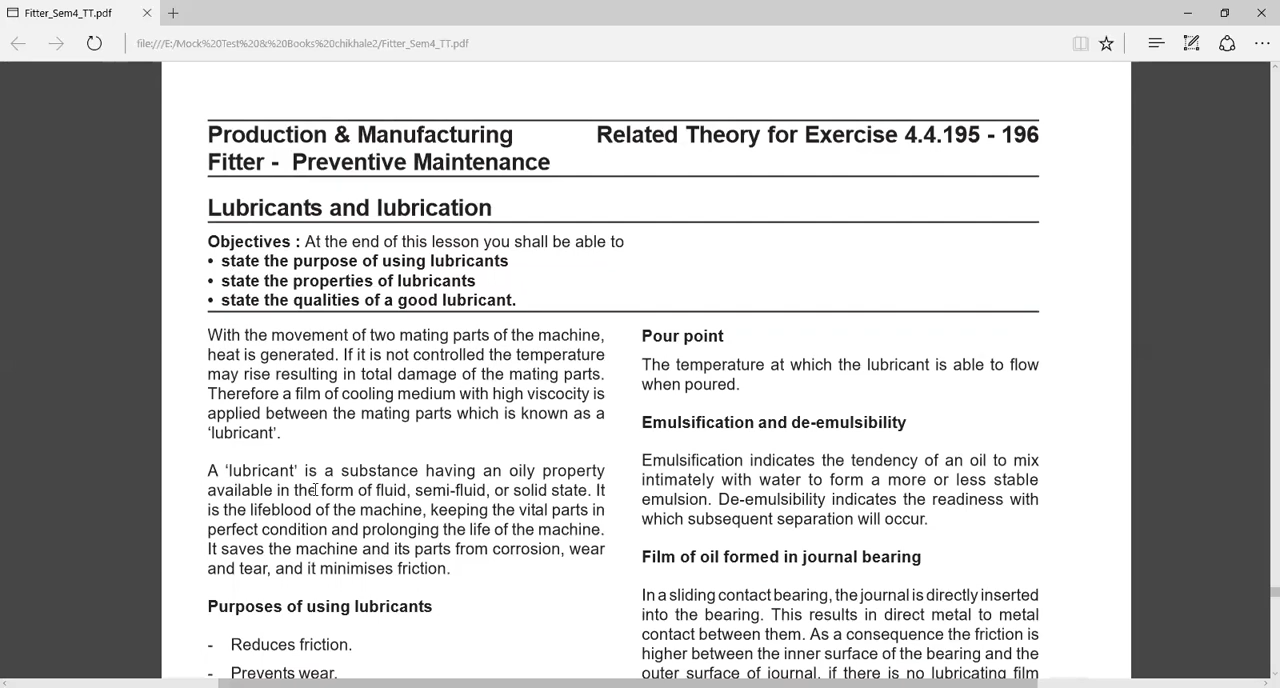 Fitter_Sem4_TT.pdf
file:///E:/Mock%20Test%20&%20Books%20chikhale2/Fitter_Sem4_TT.pdf
Production & Manufacturing Related Theory for Exercise 4.4.195 - 196
Fitter - Preventive Maintenance
Lubricants and lubrication
Objectives : At the end of this lesson you shall be able to
• state the purpose of using lubricants
• state the properties of lubricants
• state the qualities of a good lubricant.
With the movement of two mating parts of the machine,
heat is generated. If it is not controlled the temperature
may rise resulting in total damage of the mating parts.
Therefore a film of cooling medium with high viscocity is
applied between the mating parts which is known as a
‘lubricant’.
A ‘lubricant’ is a substance having an oily property
available in the form of fluid, semi-fluid, or solid state. It
is the lifeblood of the machine, keeping the vital parts in
perfect condition and prolonging the life of the machine.
It saves the machine and its parts from corrosion, wear
and tear, and it minimises friction.
Purposes of using lubricants
- Reduces friction.
- Prevents wear.
Pour point
The temperature at which the lubricant is able to flow
when poured.
Emulsification and de-emulsibility
Emulsification indicates the tendency of an oil to mix
intimately with water to form a more or less stable
emulsion. De-emulsibility indicates the readiness with
which subsequent separation will occur.
Film of oil formed in journal bearing
In a sliding contact bearing, the journal is directly inserted
into the bearing. This results in direct metal to metal
contact between them. As a consequence the friction is
higher between the inner surface of the bearing and the
outer surface of journal, if there is no lubricating film